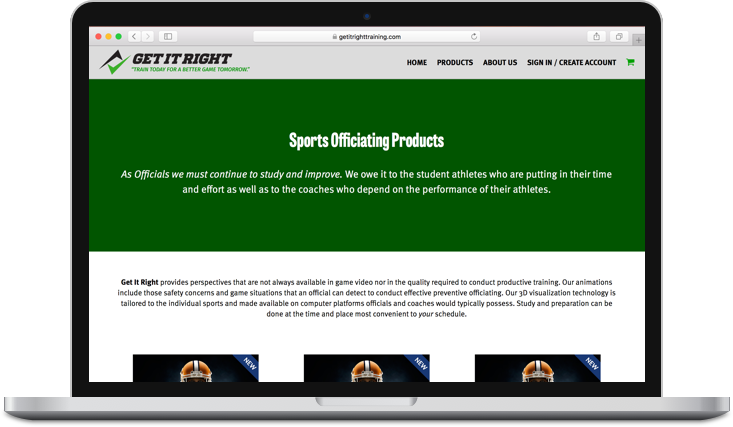 getitrighttraining.com
GET IT RIGHT
"TRAIN TODAY FOR A BETTER GAME TOMORROW."
HOME PRODUCTS ABOUT US SIGN IN / CREATE ACCOUNT
Sports Officiating Products
As Officials we must continue to study and improve. We owe it to the student athletes who are putting in their time
and effort as well as to the coaches who depend on the performance of their athletes.
Get It Right provides perspectives that are not always available in game video nor in the quality required to conduct productive training. Our animations
include those safety concerns and game situations that an official can detect to conduct effective preventive officiating. Our 3D visualization technology is
tailored to the individual sports and made available on computer platforms officials and coaches would typically possess. Study and preparation can be
done at the time and place most convenient to your schedule.
NEW NEW NEW